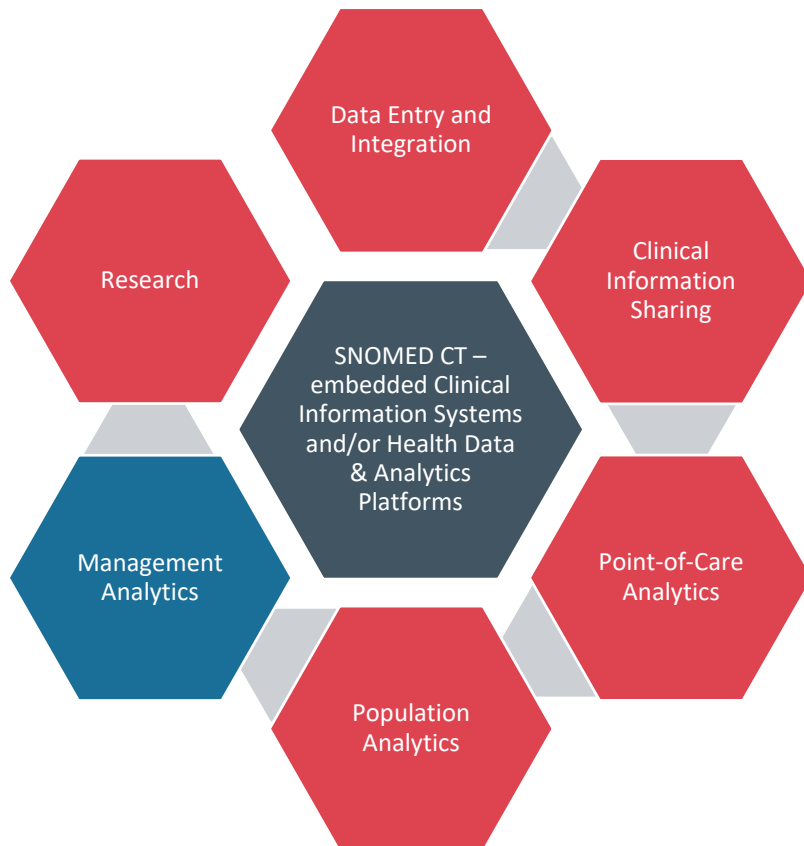 Data Entry and
Integration
Clinical
Information
Sharing
Research
SNOMED CT –
embedded Clinical
Information Systems
and/or Health Data
& Analytics
Platforms
Management
Analytics
Point-of-Care
Analytics
Population
Analytics